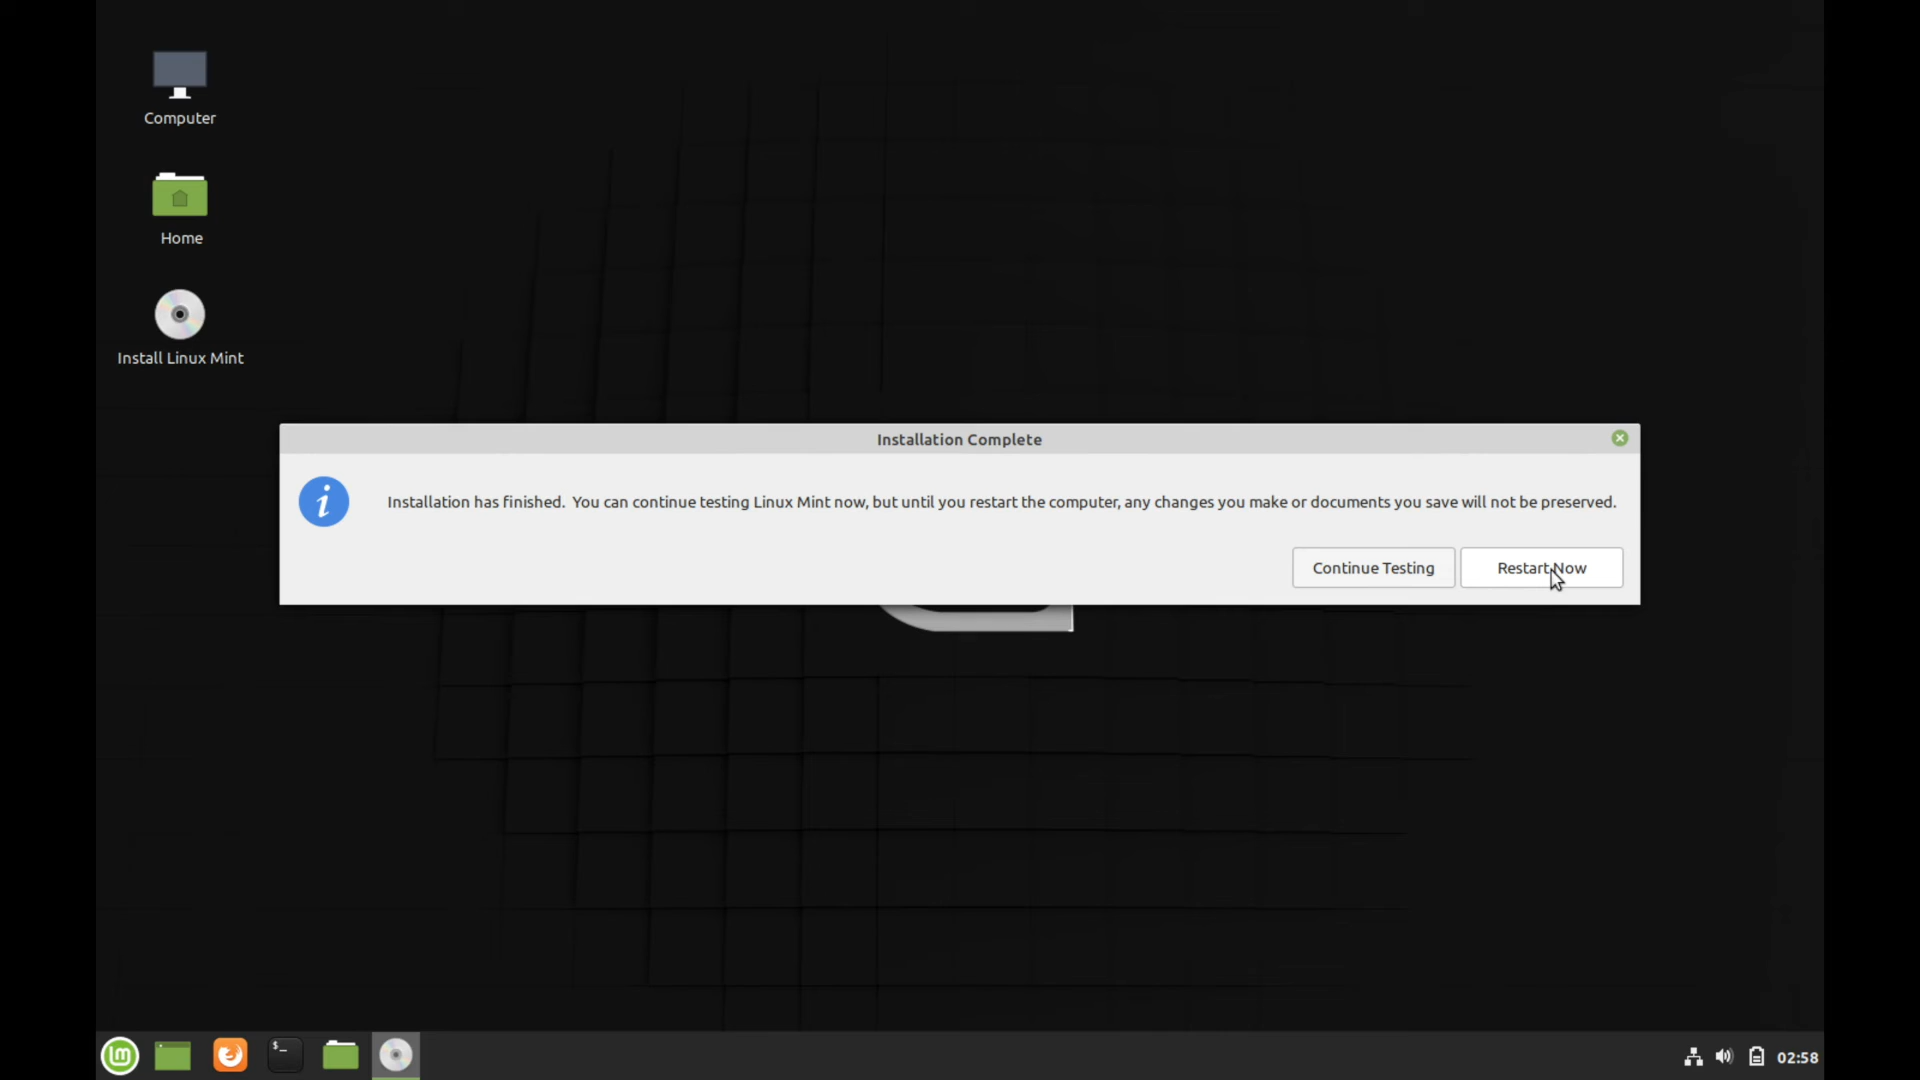 Computer
Home
Install Linux Mint
Installation Complete
i
Installation has finished.  You can continue testing Linux Mint now, but until you restart the computer, any changes you make or documents you save will not be preserved.
Continue Testing
Restart Now
lm
$_
02:58